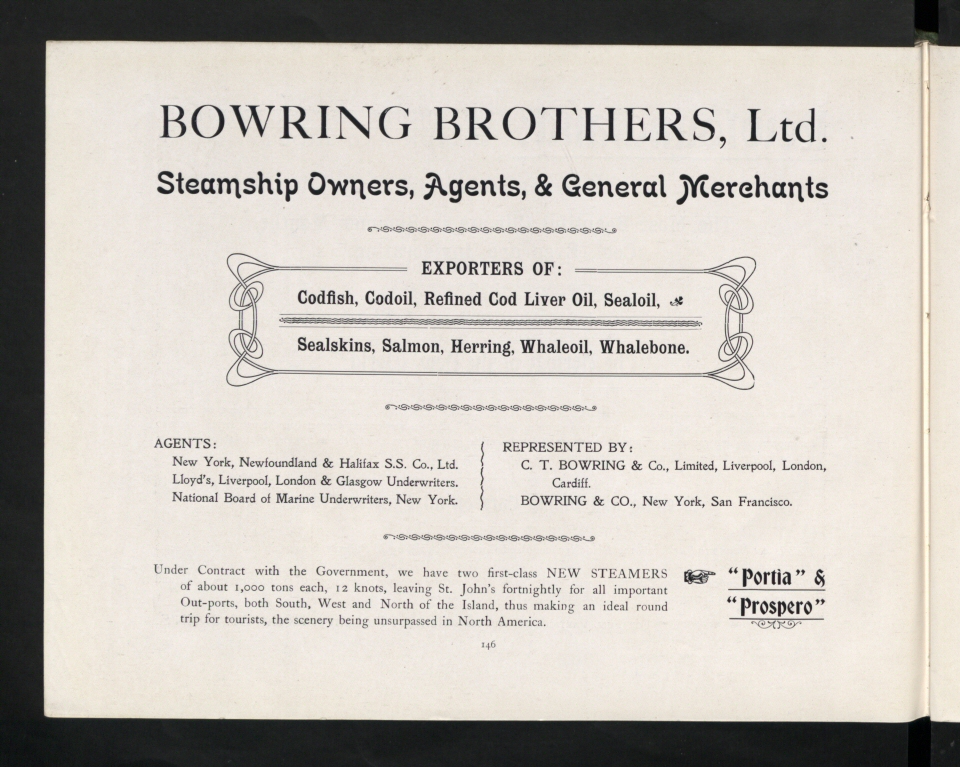 BOWRING BROTHERS, Ltd.
Steamship Owners, Agents, & General Merchants
EXPORTERS OF:
Codfish, Codoil, Refined Cod Liver Oil, Sealoil,
Sealskins, Salmon, Herring, Whaleoil, Whalebone.
AGENTS:
New York, Newfoundland & Halifax S.S. Co., Ltd.
Lloyd's, Liverpool, London & Glasgow Underwriters.
National Board of Marine Underwriters, New York.
REPRESENTED BY:
C. T. BOWRING & Co., Limited, Liverpool, London,
Cardiff.
BOWRING & CO., New York, San Francisco.
Under Contract with the Government, we have two first-class NEW STEAMERS
of about 1,000 tons each, 12 knots, leaving St. John's fortnightly for all important
Out-ports, both South, West and North of the Island, thus making an ideal round
trip for tourists, the scenery being unsurpassed in North America.
"Portia" &
"Prospero"
146